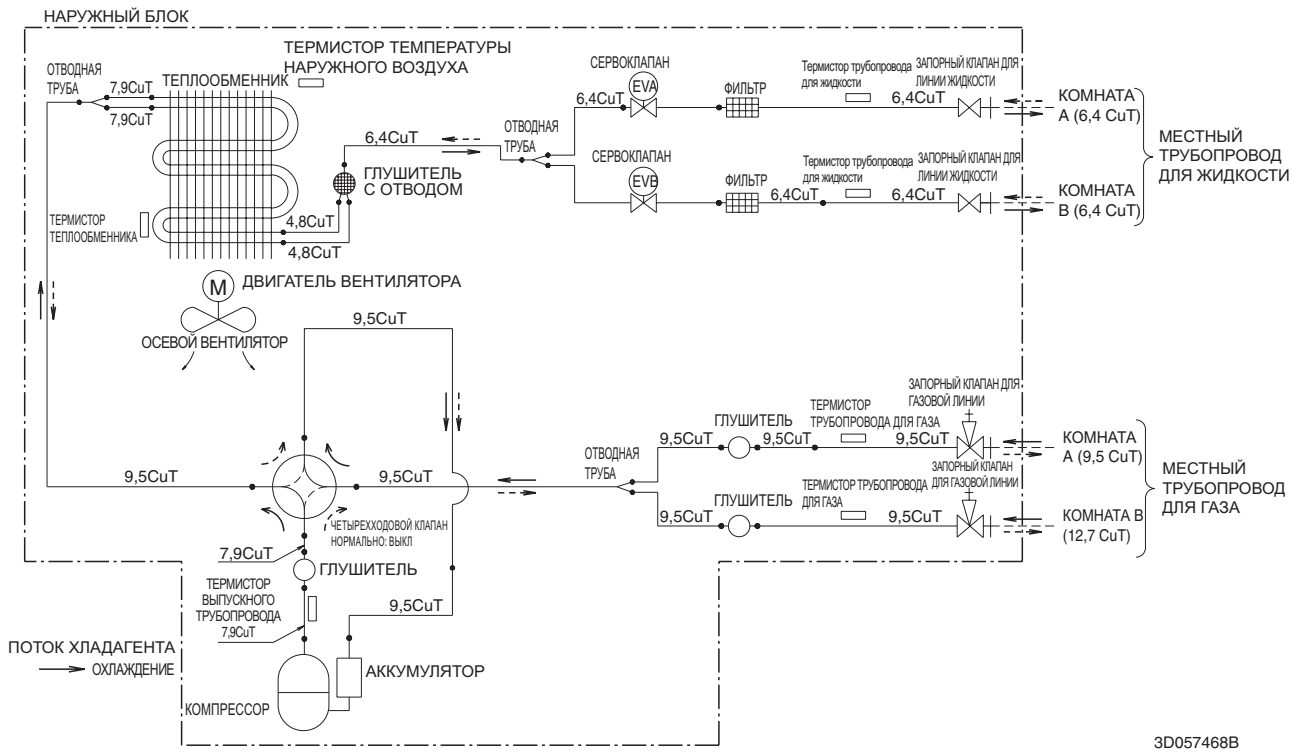 НАРУЖНЫЙ БЛОК
ОТВОДНАЯ
ТРУБА
7,9CuT
7,9CuT
ТЕПЛООБМЕННИК
ТЕРМИСТОР ТЕМПЕРАТУРЫ
НАРУЖНОГО ВОЗДУХА
ТЕРМИСТОР
ТЕПЛООБМЕННИКА
4,8CuT
4,8CuT
ГЛУШИТЕЛЬ
С ОТВОДОМ
6,4CuT
ОТВОДНАЯ
ТРУБА
СЕРВОКЛАПАН
EVA
6,4CuT
ФИЛЬТР
Термистор трубопровода
для жидкости
6,4CuT
ЗАПОРНЫЙ КЛАПАН ДЛЯ
ЛИНИИ ЖИДКОСТИ
КОМНАТА
A (6,4 CuT)
СЕРВОКЛАПАН
EVB
ФИЛЬТР
6,4CuT
Термистор трубопровода
для жидкости
6,4CuT
ЗАПОРНЫЙ КЛАПАН ДЛЯ
ЛИНИИ ЖИДКОСТИ
КОМНАТА
B (6,4 CuT)
МЕСТНЫЙ
ТРУБОПРОВОД
ДЛЯ ЖИДКОСТИ
M
ДВИГАТЕЛЬ ВЕНТИЛЯТОРА
ОСЕВОЙ ВЕНТИЛЯТОР
9,5CuT
9,5CuT
9,5CuT
ЧЕТЫРЕХХОДОВОЙ КЛАПАН
НОРМАЛЬНО: ВЫКЛ
ОТВОДНАЯ
ТРУБА
9,5CuT
ГЛУШИТЕЛЬ
9,5CuT
ТЕРМИСТОР
ТРУБОПРОВОДА ДЛЯ ГАЗА
9,5CuT
ЗАПОРНЫЙ КЛАПАН ДЛЯ
ГАЗОВОЙ ЛИНИИ
КОМНАТА
A (9,5 CuT)
9,5CuT
ГЛУШИТЕЛЬ
ТЕРМИСТОР ТРУБОПРОВОДА
ДЛЯ ГАЗА
9,5CuT
ЗАПОРНЫЙ КЛАПАН
ДЛЯ ГАЗОВОЙ ЛИНИИ
КОМНАТА B
(12,7 CuT)
МЕСТНЫЙ
ТРУБОПРОВОД
ДЛЯ ГАЗА
7,9CuT
ГЛУШИТЕЛЬ
ТЕРМИСТОР
ВЫПУСКНОГО
ТРУБОПРОВОДА
7,9CuT
9,5CuT
АККУМУЛЯТОР
КОМПРЕССОР
ПОТОК ХЛАДАГЕНТА
ОХЛАЖДЕНИЕ
3D057468B